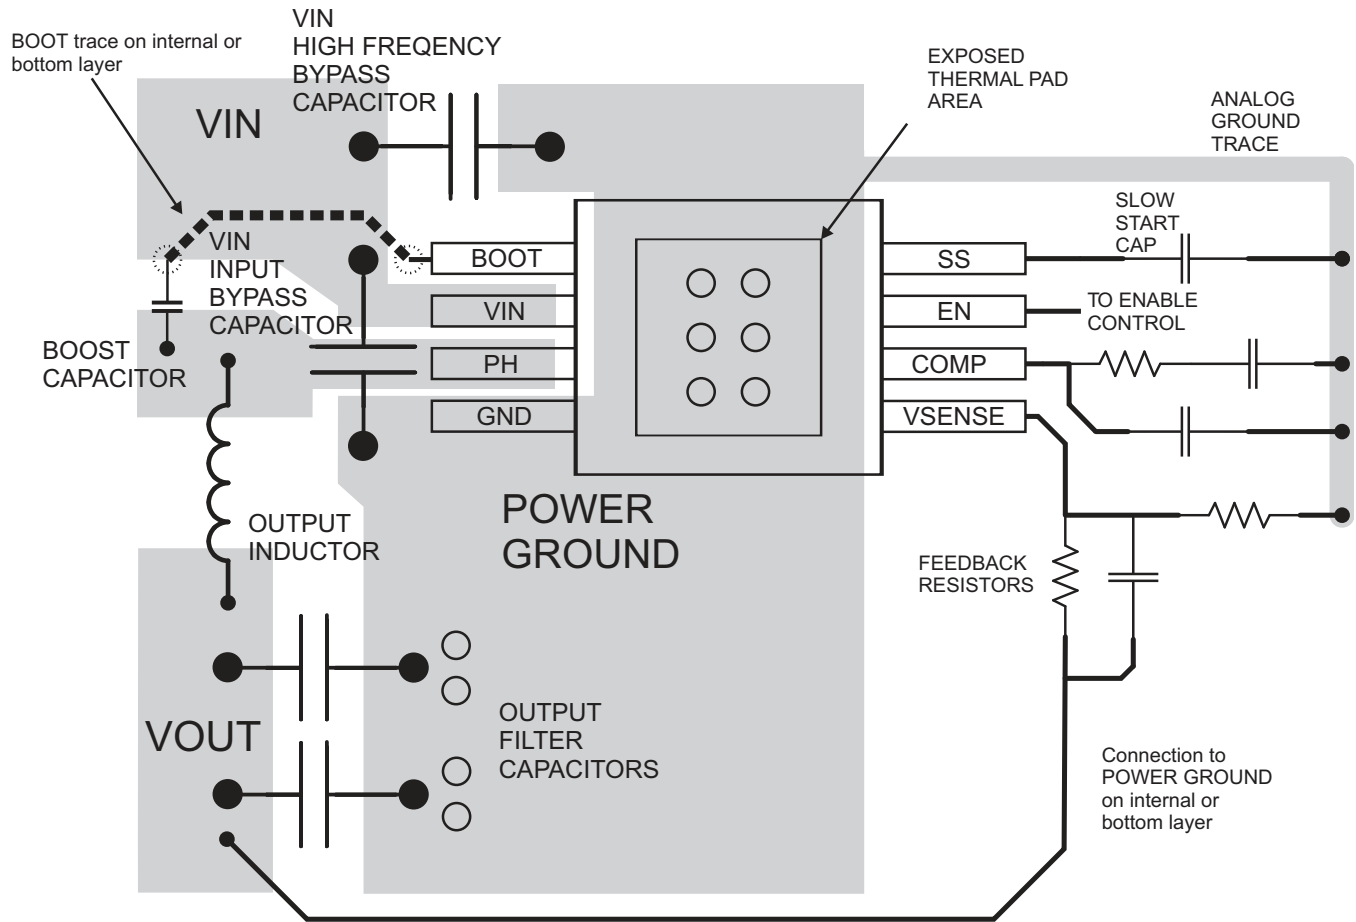 BOOT trace on internal or
bottom layer
VIN
HIGH FREQENCY
BYPASS
CAPACITOR
EXPOSED
THERMAL PAD
AREA
ANALOG
GROUND
TRACE
VIN
SLOW
START
CAP
VIN
INPUT
BYPASS
CAPACITOR
BOOST
CAPACITOR
BOOT
VIN
PH
GND
SS
EN
COMP
VSENSE
TO ENABLE
CONTROL
POWER
GROUND
OUTPUT
INDUCTOR
FEEDBACK
RESISTORS
VOUT
OUTPUT
FILTER
CAPACITORS
Connection to
POWER GROUND
on internal or
bottom layer